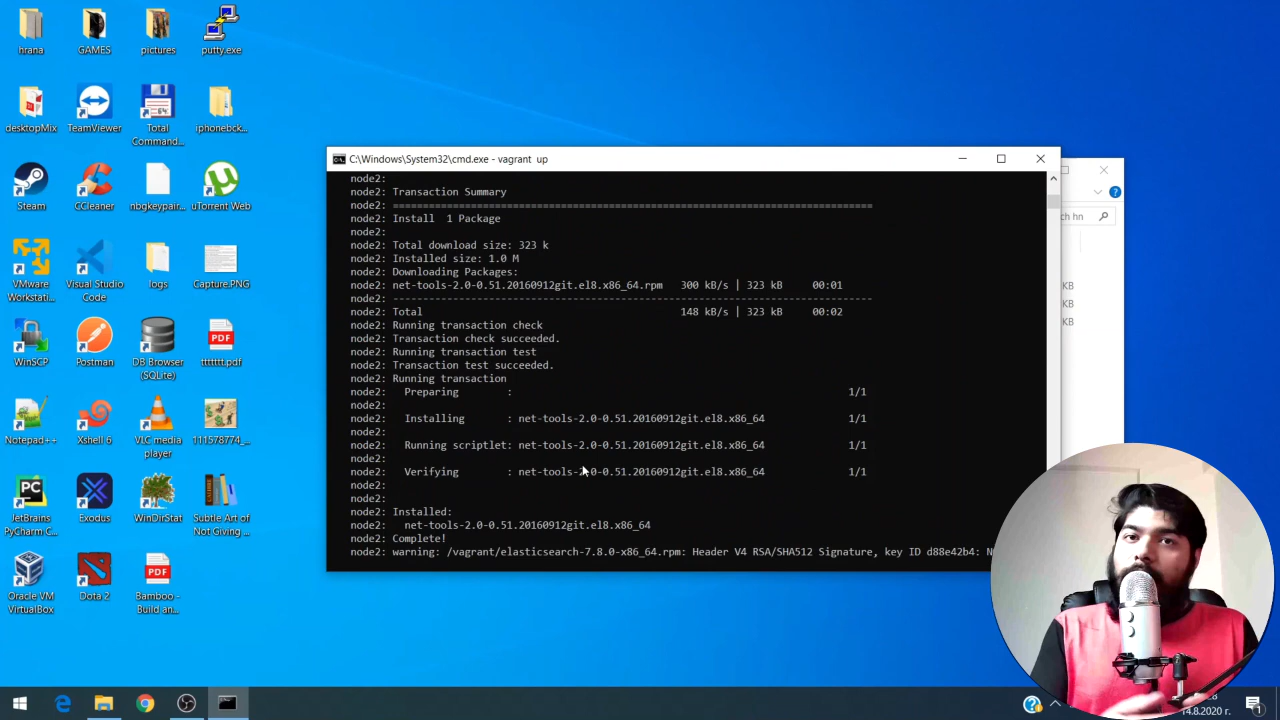 hrana
GAMES
pictures
putty.exe
desktopMix
TeamViewer
Total
Comman...
iphonebck...
64
Steam
CCleaner
nbgkeypair...
uTorrent Web
VMware
Workstati...
Visual Studio
Code
logs
Capture.PNG
WinSCP
Postman
DB Browser
(SQLite)
PDF
ttttttt.pdf
Notepad++
Xshell 6
VLC media
player
111578774_...
PC
JetBrains
PyCharm C...
Exodus
WinDirStat
Subtle Art of
Not Giving ...
Oracle VM
VirtualBox
Dota 2
PDF
Bamboo -
Build an...
C:\Windows\System32\cmd.exe - vagrant up
node2:
node2: Transaction Summary
node2: ================================================================================
node2: Install 1 Package
node2:
node2: Total download size: 323 k
node2: Installed size: 1.0 M
node2: Downloading Packages:
node2: net-tools-2.0-0.51.20160912git.el8.x86_64.rpm 300 kB/s | 323 kB 00:01
node2: --------------------------------------------------------------------------------
node2: Total 148 kB/s | 323 kB 00:02
node2: Running transaction check
node2: Transaction check succeeded.
node2: Running transaction test
node2: Transaction test succeeded.
node2: Running transaction
node2: Preparing : 1/1
node2:
node2: Installing : net-tools-2.0-0.51.20160912git.el8.x86_64 1/1
node2:
node2: Running scriptlet: net-tools-2.0-0.51.20160912git.el8.x86_64 1/1
node2:
node2: Verifying : net-tools-2.0-0.51.20160912git.el8.x86_64 1/1
node2:
node2:
node2: Installed:
node2: net-tools-2.0-0.51.20160912git.el8.x86_64
node2: Complete!
node2: warning: /vagrant/elasticsearch-7.8.0-x86_64.rpm: Header V4 RSA/SHA512 Signature, key ID d88e42b4: N
ch hn
KB
KB
KB
14.8.2020 г.
1